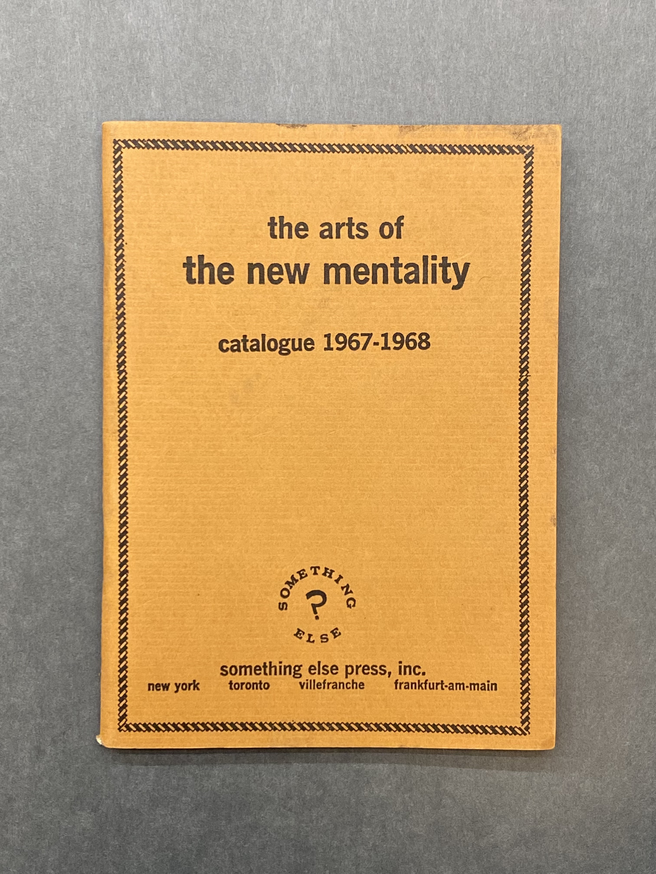 the arts of
the new mentality
catalogue 1967-1968
SOMETHING
?
ELSE
something else press, inc.
new york toronto villefranche frankfurt-am-main